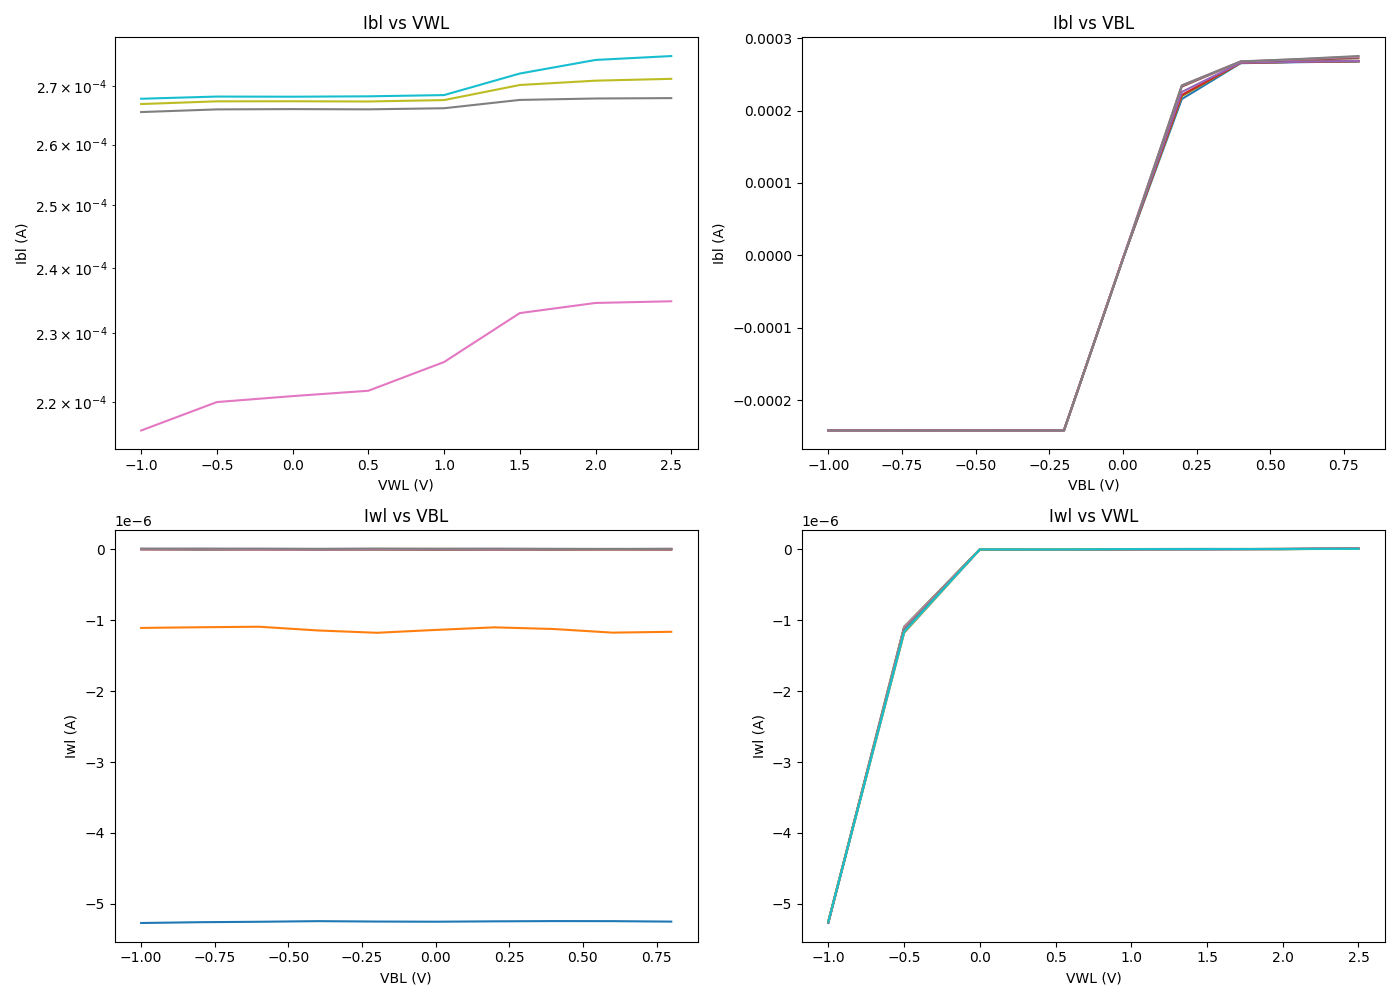 Ibl vs VWL
Ibl (A)
2.7 × 10⁻⁴
2.6 × 10⁻⁴
2.5 × 10⁻⁴
2.4 × 10⁻⁴
2.3 × 10⁻⁴
2.2 × 10⁻⁴
−1.0 −0.5 0.0 0.5 1.0 1.5 2.0 2.5
VWL (V)
Ibl vs VBL
Ibl (A)
0.0003
0.0002
0.0001
0.0000
−0.0001
−0.0002
−1.00 −0.75 −0.50 −0.25 0.00 0.25 0.50 0.75
VBL (V)
Iwl vs VBL
1e−6
Iwl (A)
0
−1
−2
−3
−4
−5
−1.00 −0.75 −0.50 −0.25 0.00 0.25 0.50 0.75
VBL (V)
Iwl vs VWL
1e−6
Iwl (A)
0
−1
−2
−3
−4
−5
−1.0 −0.5 0.0 0.5 1.0 1.5 2.0 2.5
VWL (V)